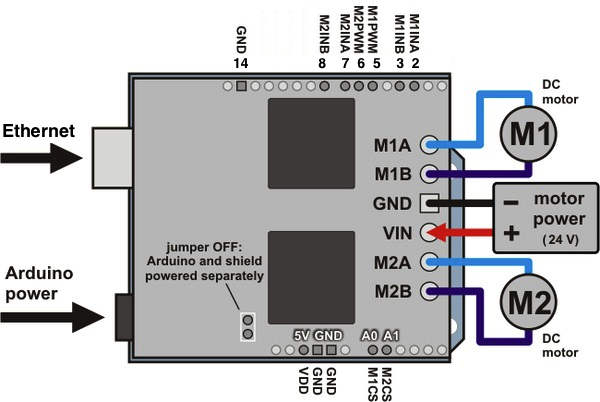 GND
14
M2INB
8
M2INA
7
M2PWM
6
M1PWM
5
M1INB
3
M1INA
2
DC
motor
Ethernet
M1A
M1
M1B
GND
–
motor
power
(24 V)
VIN
+
jumper OFF:
Arduino and shield
powered separately
M2A
Arduino
power
M2B
M2
5V GND
A0 A1
DC
motor
VDD
GND
GND
M1CS
M2CS